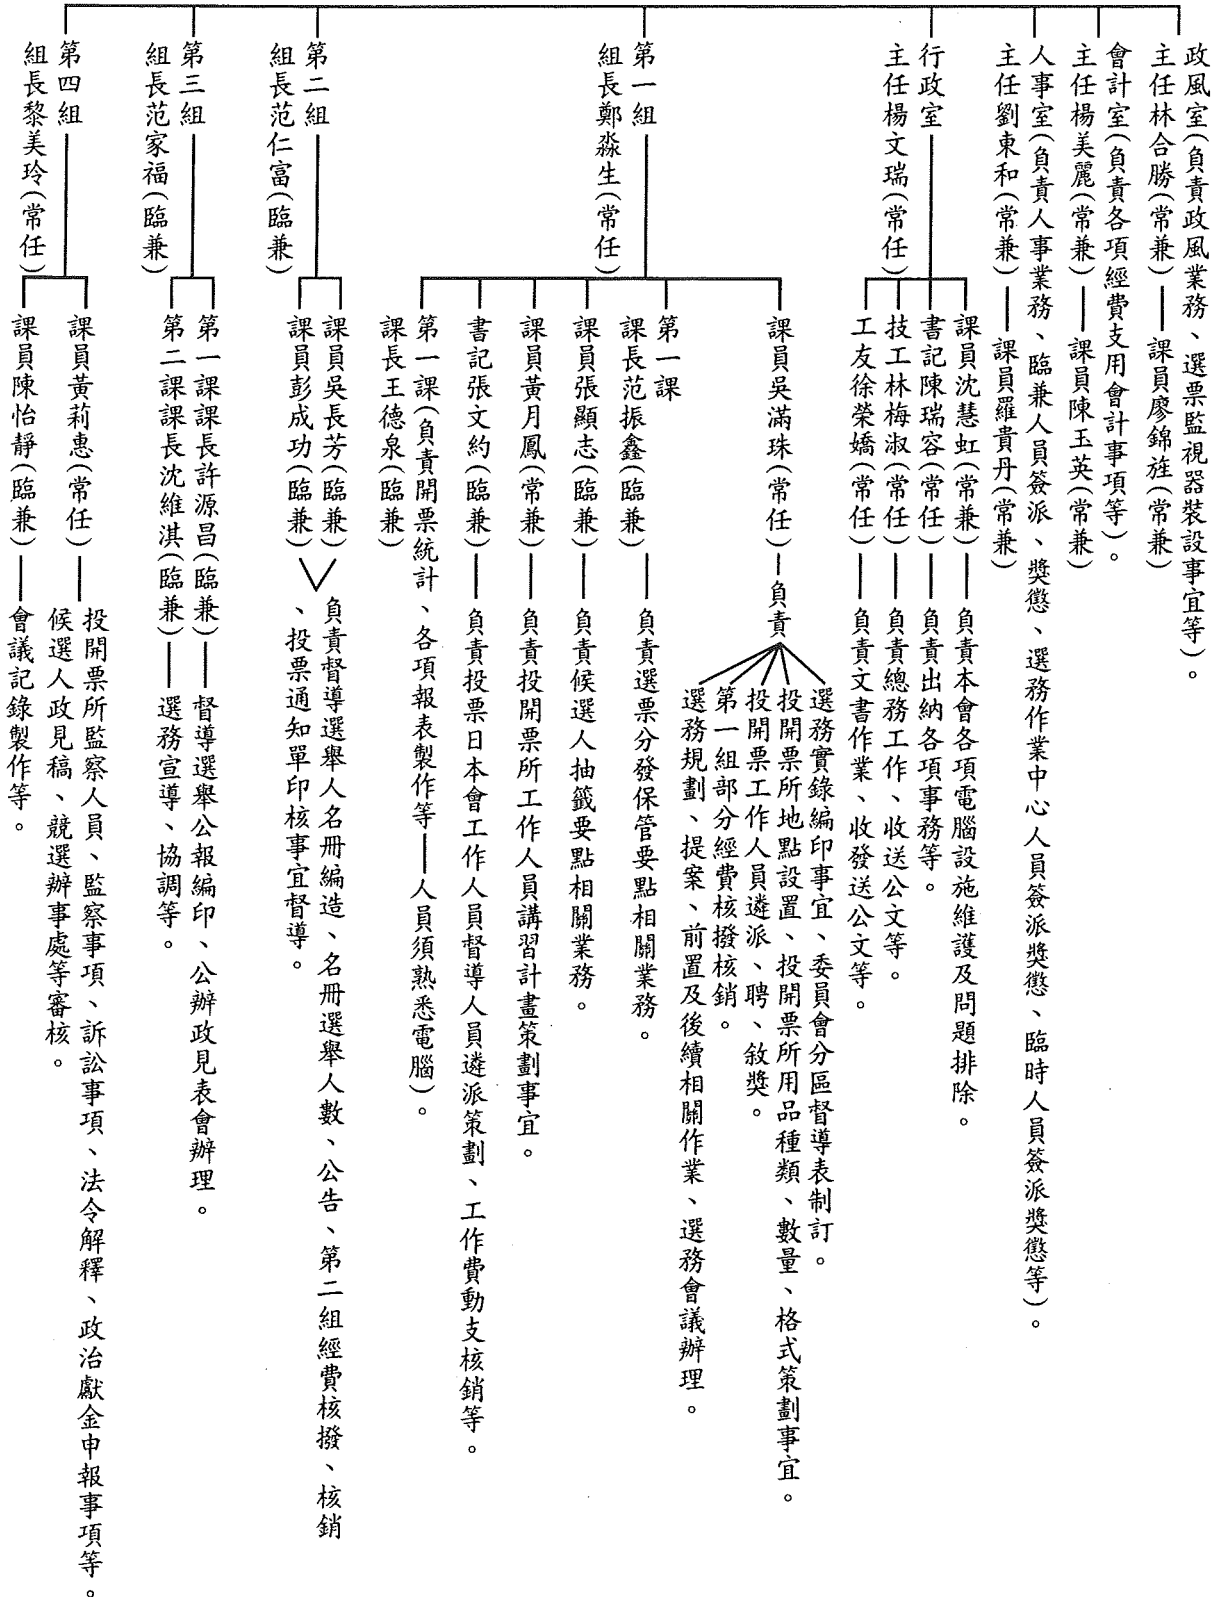 政風室(負責政風業務、選票監視器裝設事宜等)。
主任林合勝(常兼)—課員廖錦旌(常兼)
會計室(負責各項經費支用會計事項等)。
主任楊美麗(常兼)—課員陳玉英(常兼)
人事室(負責人事業務、臨兼人員簽派、獎懲、選務作業中心人員簽派獎懲、臨時人員簽派獎懲等)。
主任劉東和(常兼)—課員羅貴丹(常兼)
行政室
主任楊文瑞(常任)
課員沈慧虹(常兼)—負責本會各項電腦設施維護及問題排除。
書記陳瑞容(常任)—負責出納各項事務等。
技工林梅淑(常任)—負責總務工作、收送公文等。
工友徐榮嬌(常任)—負責文書作業、收發送公文等。
第一組
組長鄭淼生(常任)
課員吳滿珠(常任)—負責
選務實錄編印事宜、委員會分區督導表制訂。
投開票所地點設置、投開票所用品種類、數量、格式策劃事宜。
投開票工作人員遴派、聘、敘獎。
第一組部分經費核撥核銷。
選務規劃、提案、前置及後續相關作業、選務會議辦理。
第一課
課長范振鑫(臨兼)—負責選票分發保管要點相關業務。
課員張顯志(臨兼)—負責候選人抽籤要點相關業務。
課員黃月鳳(常兼)—負責投開票所工作人員講習計畫策劃事宜。
書記張文約(臨兼)—負責投票日本會工作人員督導人員遴派策劃、工作費動支核銷等。
第一課(負責開票統計、各項報表製作等—人員須熟悉電腦)。
課長王德泉(臨兼)
第二組
組長范仁富(臨兼)
課員吳長芳(臨兼)
課員彭成功(臨兼)
負責督導選舉人名冊編造、名冊選舉人數、公告、第二組經費核撥、核銷
、投票通知單印核事宜督導。
第三組
組長范家福(臨兼)
第一課課長許源昌(臨兼)—督導選舉公報編印、公辦政見表會辦理。
第二課課長沈維淇(臨兼)—選務宣導、協調等。
第四組
組長黎美玲(常任)
課員黃莉惠(常任)—投開票所監察人員、監察事項、訴訟事項、法令解釋、政治獻金申報事項等。
候選人政見稿、競選辦事處等審核。
課員陳怡靜(臨兼)—會議記錄製作等。